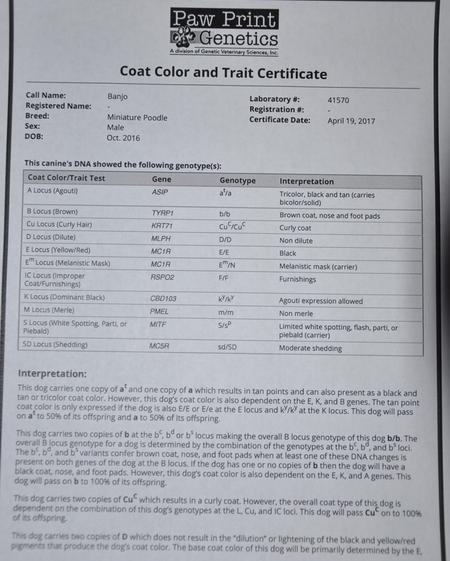 Paw Print
Genetics
A division of Genetic Veterinary Sciences, Inc.
Coat Color and Trait Certificate
Call Name: Banjo Laboratory #: 41570
Registered Name: - Registration #: -
Breed: Miniature Poodle Certificate Date: April 19, 2017
Sex: Male
DOB: Oct. 2016
This canine's DNA showed the following genotype(s):
Coat Color/Trait Test Gene Genotype Interpretation
A Locus (Agouti) ASIP aᵗ/a Tricolor, black and tan (carries
bicolor/solid)
B Locus (Brown) TYRP1 b/b Brown coat, nose and foot pads
Cu Locus (Curly Hair) KRT71 Cuᶜ/Cuᶜ Curly coat
D Locus (Dilute) MLPH D/D Non dilute
E Locus (Yellow/Red) MC1R E/E Black
Eᵐ Locus (Melanistic Mask) MC1R Eᵐ/N Melanistic mask (carrier)
IC Locus (Improper RSPO2 F/F Furnishings
Coat/Furnishings)
K Locus (Dominant Black) CBD103 kʸ/kʸ Agouti expression allowed
M Locus (Merle) PMEL m/m Non merle
S Locus (White Spotting, Parti, or MITF S/sᵖ Limited white spotting, flash, parti, or
Piebald) piebald (carrier)
SD Locus (Shedding) MC5R sd/SD Moderate shedding
Interpretation:
This dog carries one copy of aᵗ and one copy of a which results in tan points and can also present as a black and
tan or tricolor coat color. However, this dog's coat color is also dependent on the E, K, and B genes. The tan point
coat color is only expressed if the dog is also E/E or E/e at the E locus and kʸ/kʸ at the K locus. This dog will pass
on aᵗ to 50% of its offspring and a to 50% of its offspring.
This dog carries two copies of b at the bᶜ, bᵈ or bˢ locus making the overall B locus genotype of this dog b/b. The
overall B locus genotype for a dog is determined by the combination of the genotypes at the bᶜ, bᵈ, and bˢ loci.
The bᶜ, bᵈ, and bˢ variants confer brown coat, nose, and foot pads when at least one of these DNA changes is
present on both genes of the dog at the B locus. If the dog has one or no copies of b then the dog will have a
black coat, nose, and foot pads. However, this dog's coat color is also dependent on the E, K, and A genes. This
dog will pass on b to 100% of its offspring.
This dog carries two copies of Cuᶜ which results in a curly coat. However, the overall coat type of this dog is
dependent on the combination of this dog's genotypes at the L, Cu, and IC loci. This dog will pass Cuᶜ on to 100%
of its offspring.
This dog carries two copies of D which does not result in the "dilution" or lightening of the black and yellow/red
pigments that produce the dog's coat color. The base coat color of this dog will be primarily determined by the E,